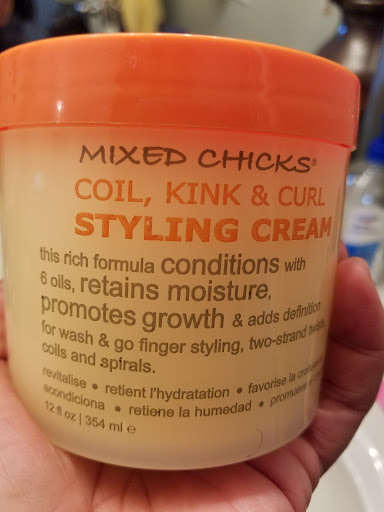 MIXED CHICKS®
COIL, KINK & CURL
STYLING CREAM
this rich formula conditions with
6 oils, retains moisture,
promotes growth & adds definition
for wash & go finger styling, two-strand twists,
coils and spirals.
revitalise • retient l'hydratation • favorise la
acondiciona • retiene la humedad •
12 fl oz | 354 ml e